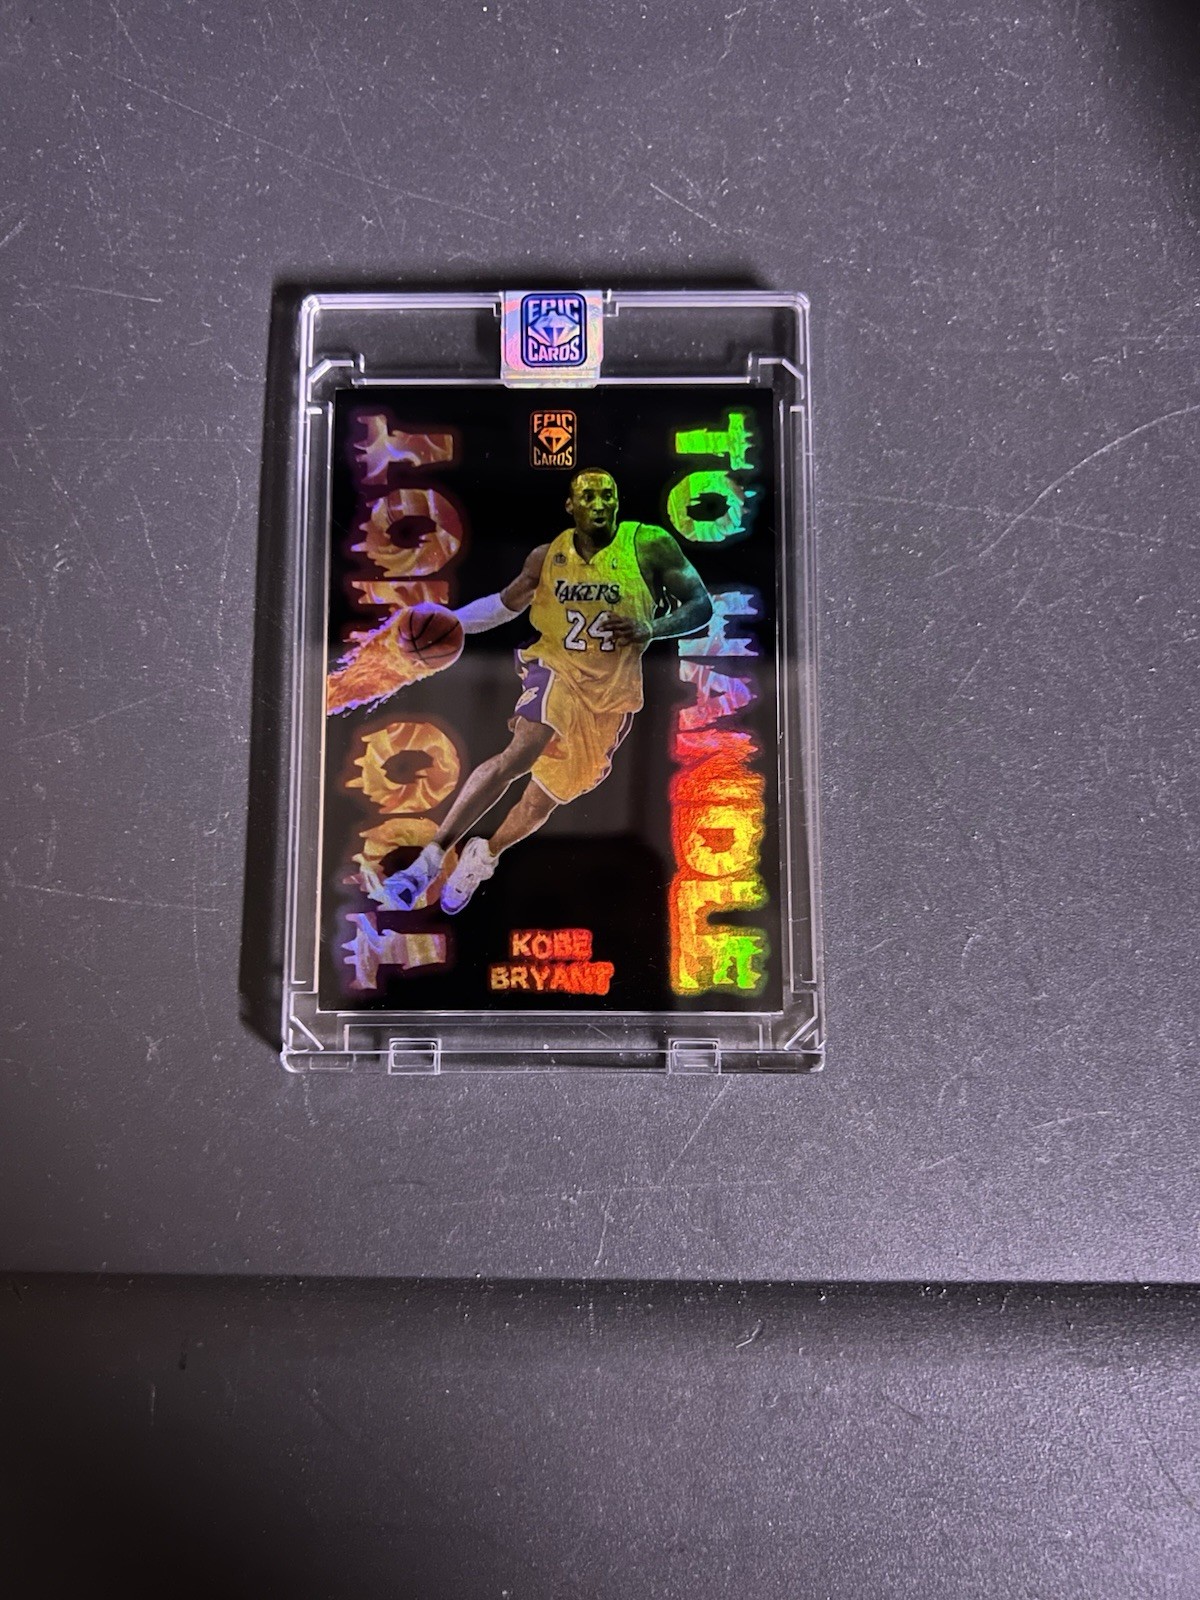 EPIC
CARDS
EPIC
CARDS
TOO HOT
TO HANDLE
LAKERS
24
KOBE
BRYANT